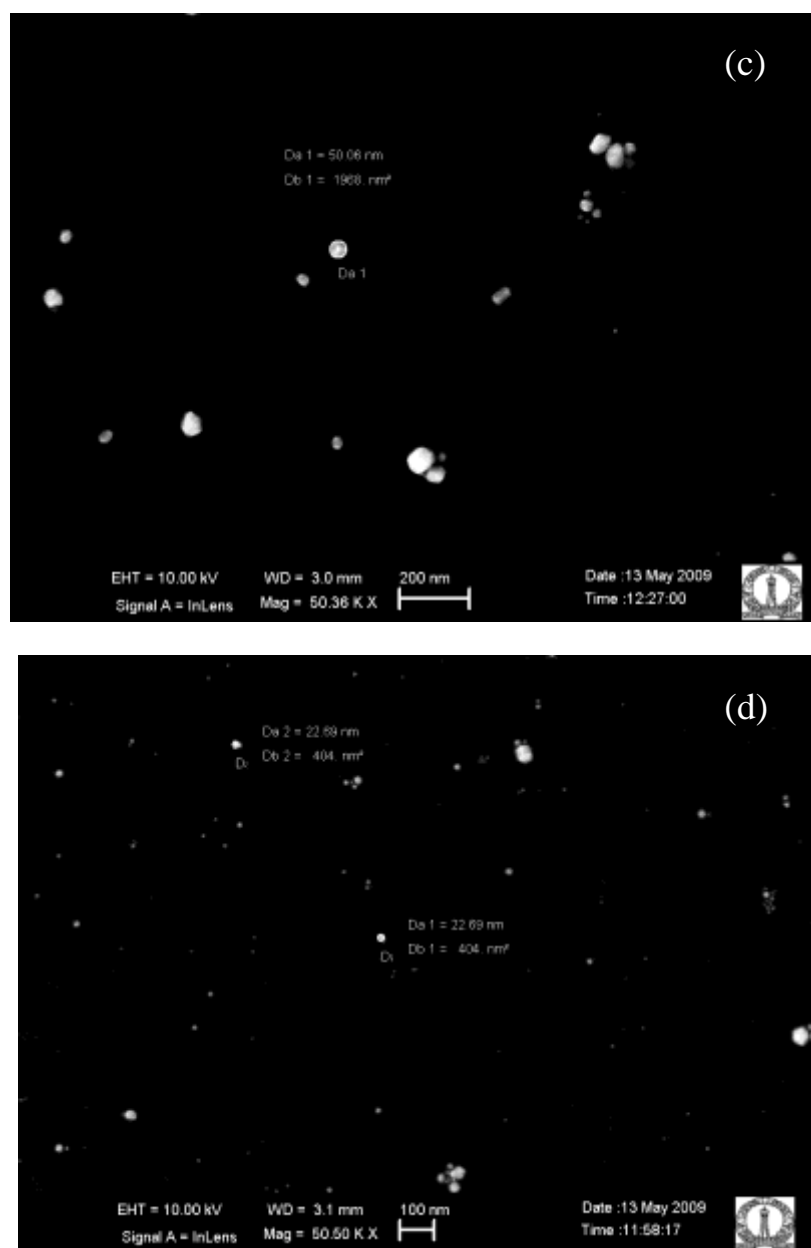 (c)
Da 1 = 50.06 nm
Db 1 = 1968. nm²
Da 1
EHT = 10.00 kV WD = 3.0 mm 200 nm Date :13 May 2009
Signal A = InLens Mag = 50.36 K X Time :12:27:00
(d)
Da 2 = 22.69 nm
Db 2 = 404. nm²
Da 1 = 22.69 nm
Db 1 = 404. nm²
EHT = 10.00 kV WD = 3.1 mm 100 nm Date :13 May 2009
Signal A = InLens Mag = 50.50 K X Time :11:58:17